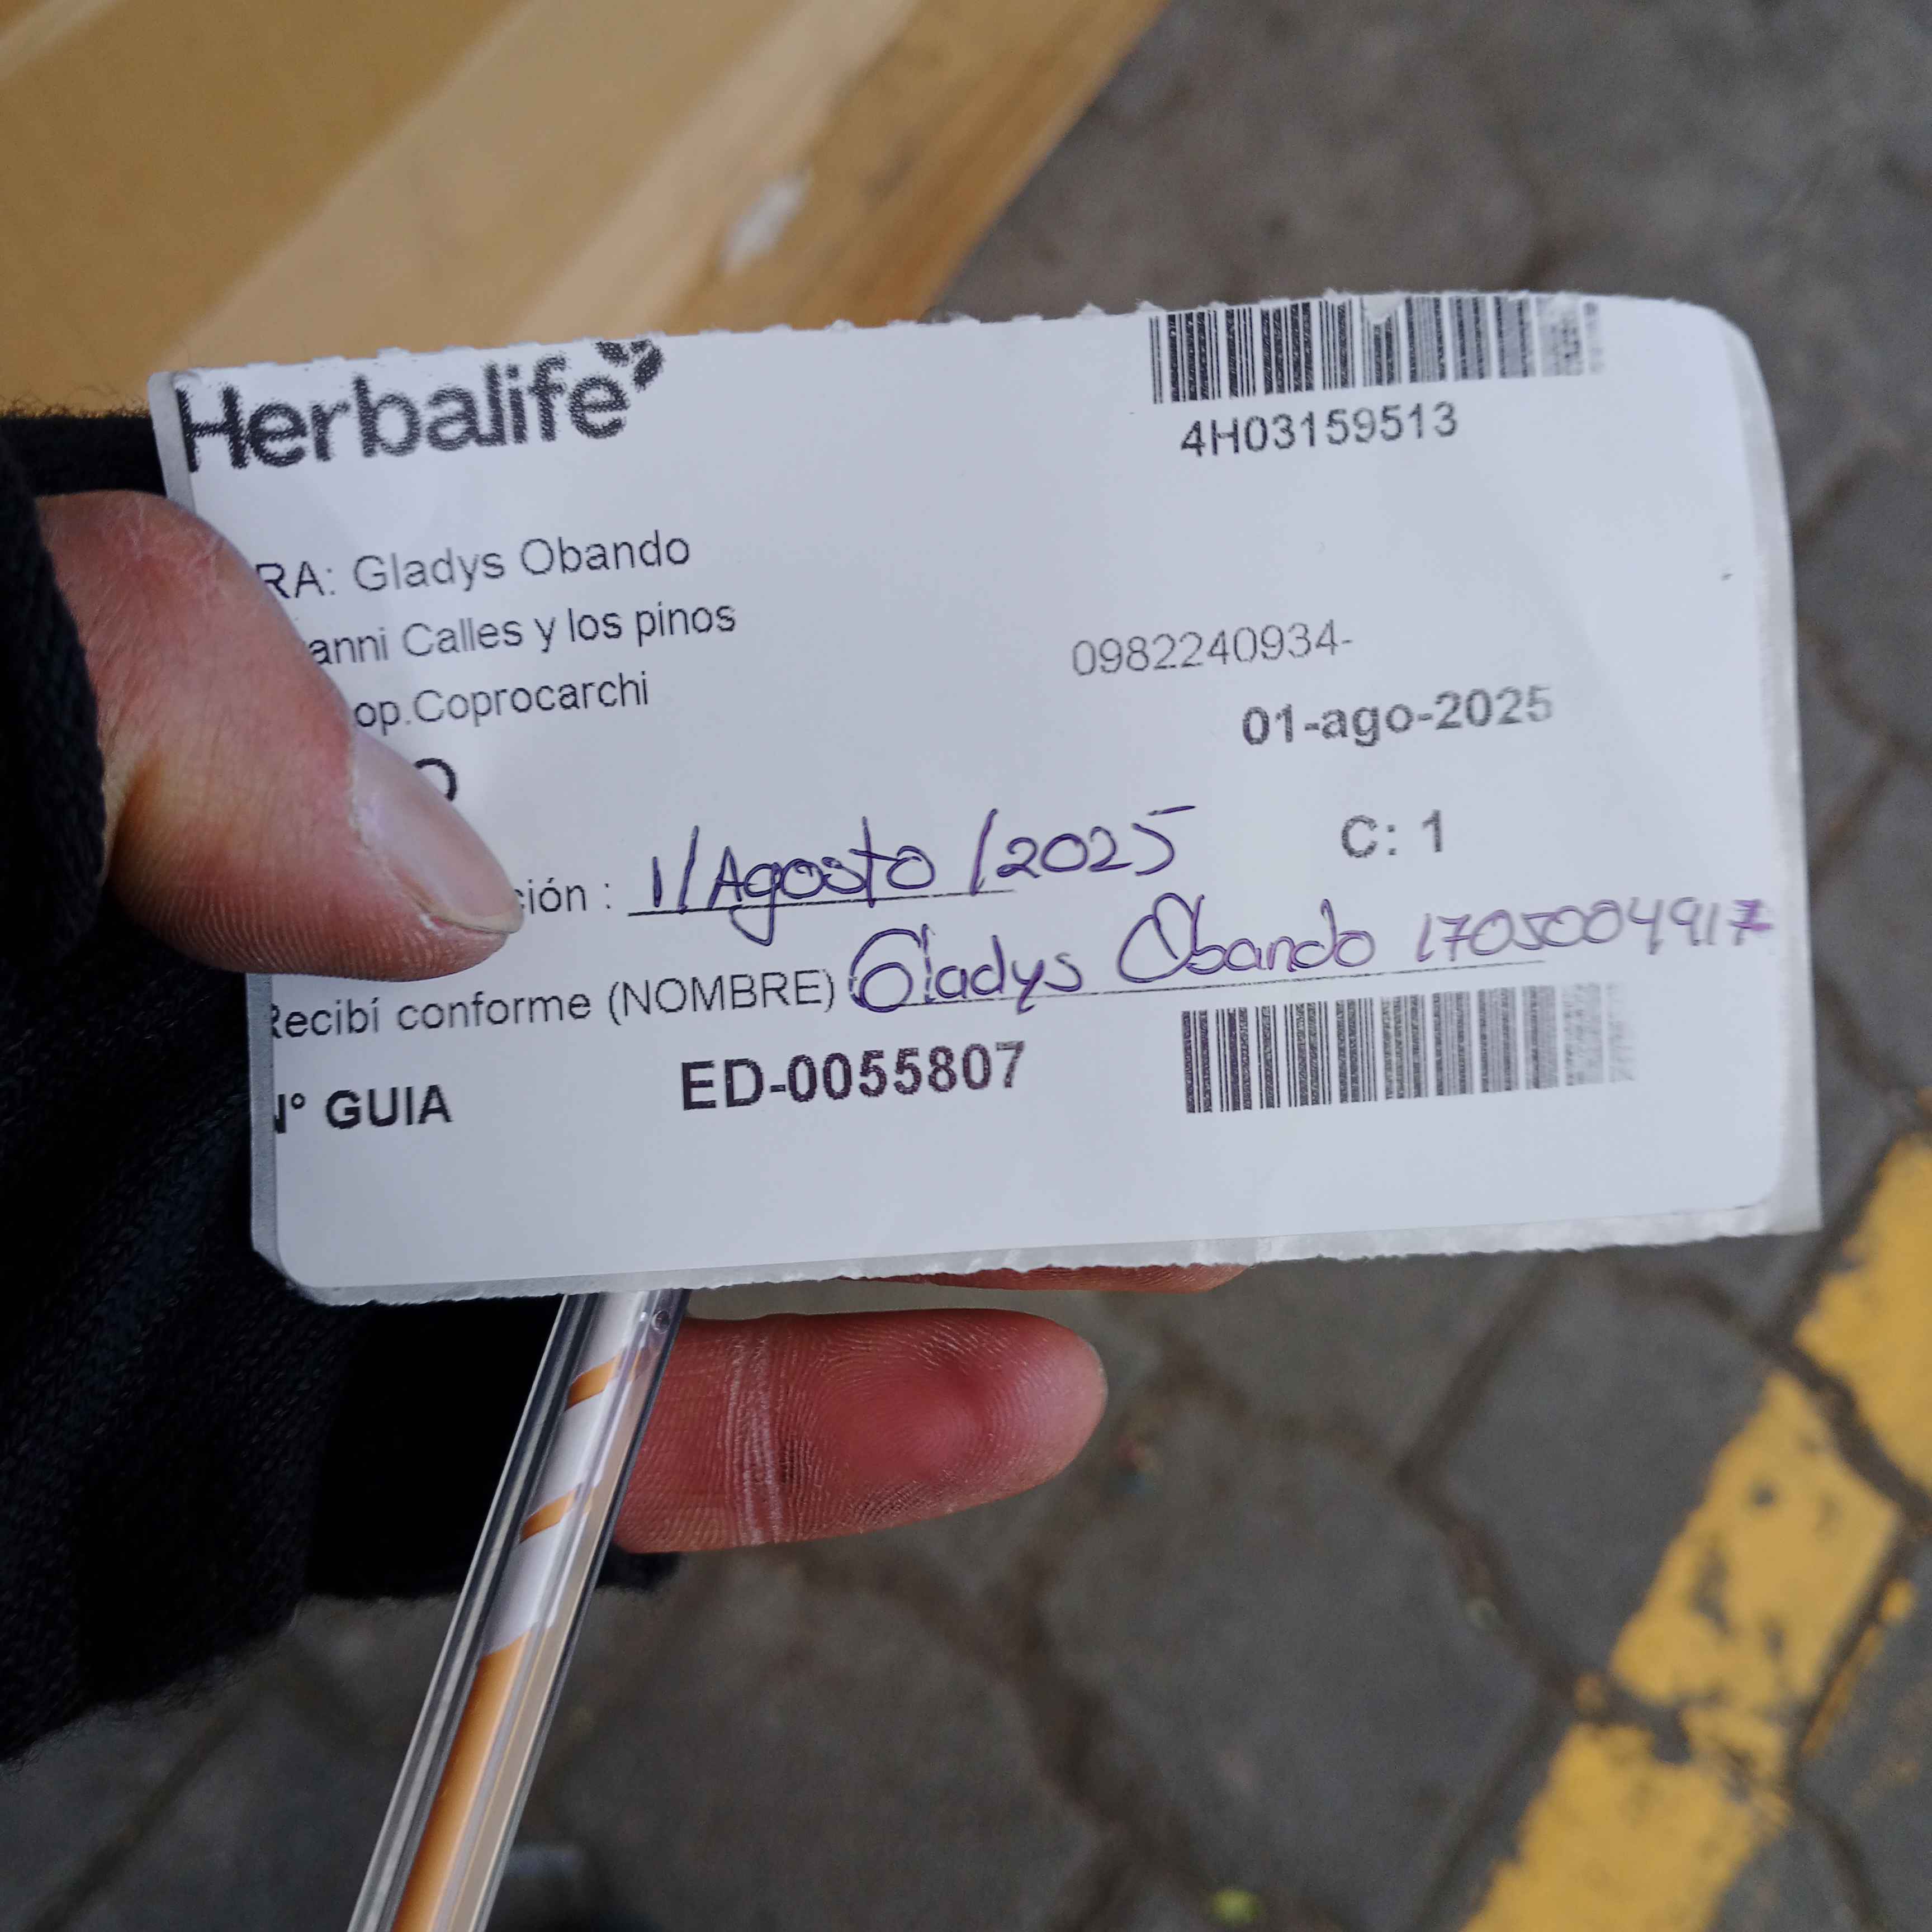 Herbalife
4H03159513
RA: Gladys Obando
anni Calles y los pinos
0982240934-
op.Coprocarchi
01-ago-2025
O
C: 1
ción : 1/Agosto/2025
Recibí conforme (NOMBRE) Gladys Obando 1705004917
N° GUIA ED-0055807